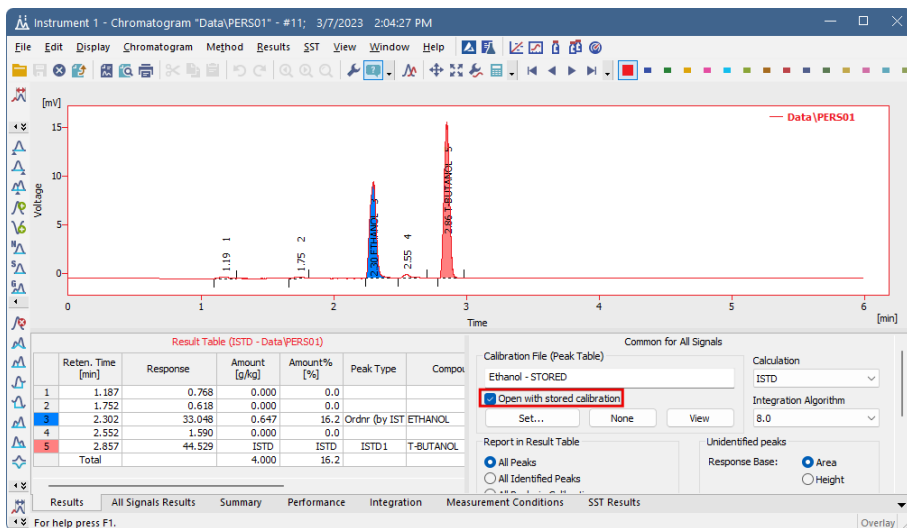 Instrument 1 - Chromatogram "Data\PERS01" - #11; 3/7/2023 2:04:27 PM
File Edit Display Chromatogram Method Results SST View Window Help
[mV]
Data\PERS01
15
10
5
0
Voltage
1.19 1
1.75 2
2.30 ETHANOL 3
2.55 4
2.86 T-BUTANOL 5
0 1 2 3 4 5 6
Time
[min]
Result Table (ISTD - Data\PERS01)
Reten. Time [min] Response Amount [g/kg] Amount% [%] Peak Type Compou
1 1.187 0.768 0.000 0.0
2 1.752 0.618 0.000 0.0
3 2.302 33.048 0.647 16.2 Ordnr (by IST ETHANOL
4 2.552 1.590 0.000 0.0
5 2.857 44.529 ISTD ISTD ISTD1 T-BUTANOL
Total 4.000 16.2
Common for All Signals
Calibration File (Peak Table)
Ethanol - STORED
Open with stored calibration
Set... None View
Calculation
ISTD
Integration Algorithm
8.0
Report in Result Table
All Peaks
All Identified Peaks
Unidentified peaks
Response Base: Area
Height
Results All Signals Results Summary Performance Integration Measurement Conditions SST Results
For help press F1.
Overlay